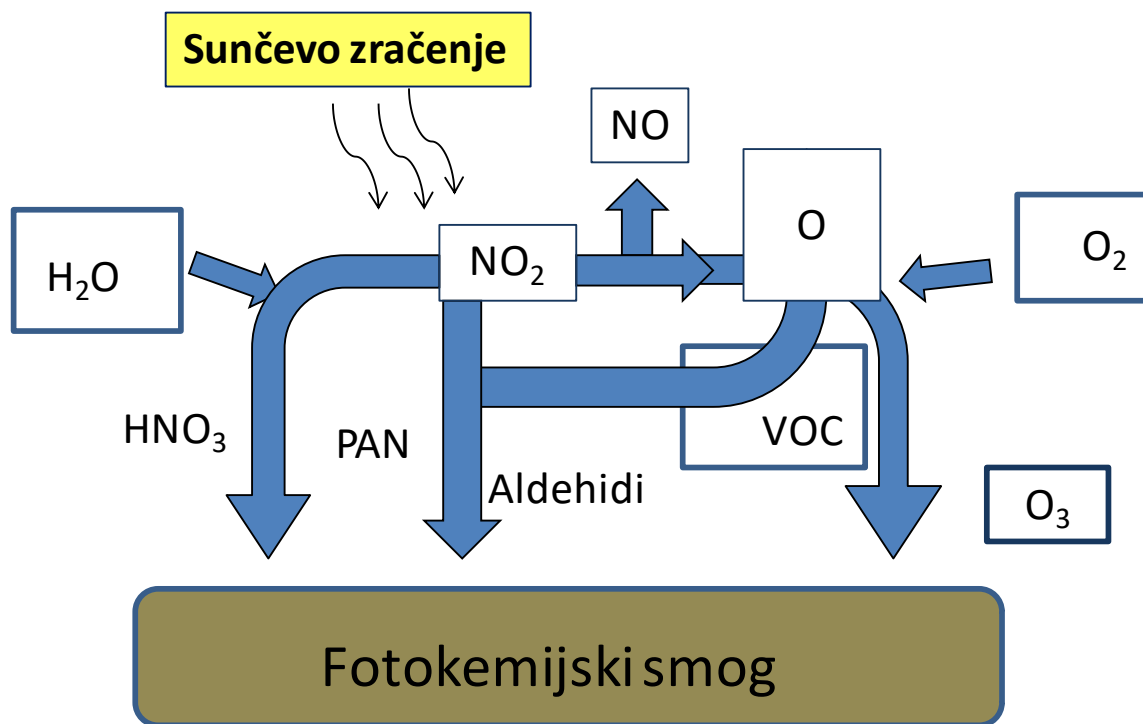 Sunčevo zračenje
NO
O
H₂O
NO₂
O₂
HNO₃
PAN
VOC
Aldehidi
O₃
Fotokemijski smog